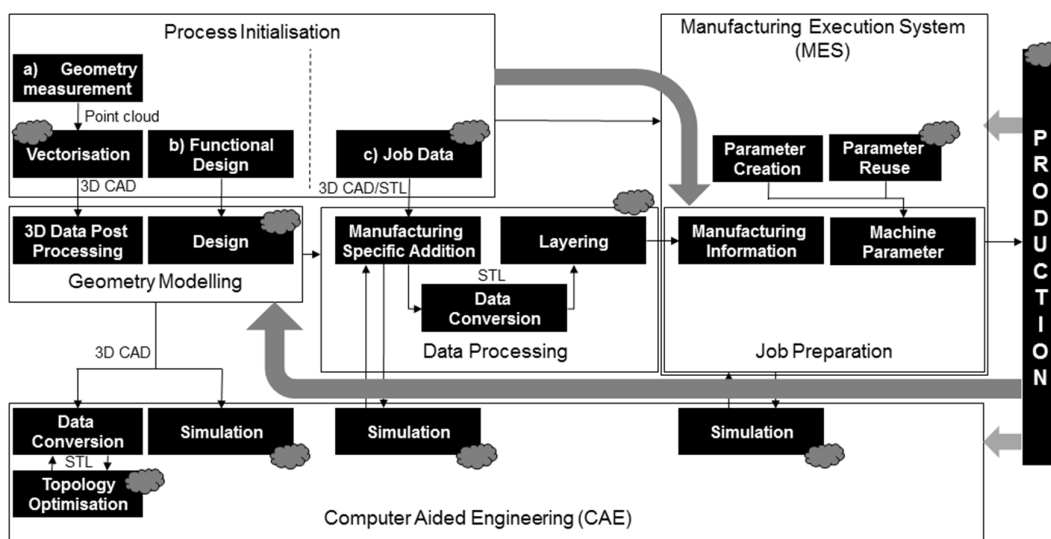 Process Initialisation
a) Geometry
measurement
Point cloud
Vectorisation
b) Functional
Design
c) Job Data
3D CAD
3D CAD/STL
Manufacturing Execution System
(MES)
Parameter
Creation
Parameter
Reuse
3D Data Post
Processing
Design
Geometry Modelling
Manufacturing
Specific Addition
Layering
STL
Data
Conversion
Data Processing
Manufacturing
Information
Machine
Parameter
Job Preparation
PRODUCTION
3D CAD
Data
Conversion
STL
Topology
Optimisation
Simulation
Simulation
Simulation
Computer Aided Engineering (CAE)